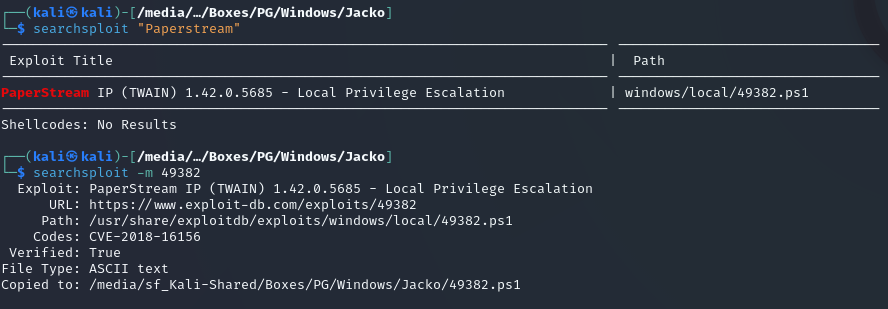 ┌──(kali㉿kali)-[/media/…/Boxes/PG/Windows/Jacko]
└─$ searchsploit "Paperstream"
Exploit Title | Path
PaperStream IP (TWAIN) 1.42.0.5685 - Local Privilege Escalation | windows/local/49382.ps1
Shellcodes: No Results
┌──(kali㉿kali)-[/media/…/Boxes/PG/Windows/Jacko]
└─$ searchsploit -m 49382
Exploit: PaperStream IP (TWAIN) 1.42.0.5685 - Local Privilege Escalation
URL: https://www.exploit-db.com/exploits/49382
Path: /usr/share/exploitdb/exploits/windows/local/49382.ps1
Codes: CVE-2018-16156
Verified: True
File Type: ASCII text
Copied to: /media/sf_Kali-Shared/Boxes/PG/Windows/Jacko/49382.ps1